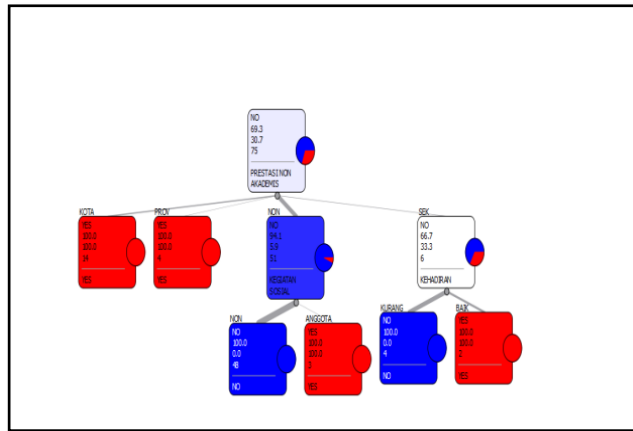 NO
69.3
30.7
75
PRESTASI NON
AKADEMIS
KOTA
YES
100.0
100.0
14
YES
PROV
YES
100.0
100.0
4
YES
NON
NO
94.1
5.9
51
KEGIATAN
SOSIAL
SEK
NO
66.7
33.3
6
KEHADIRAN
NON
NO
100.0
0.0
48
NO
ANGGOTA
YES
100.0
100.0
3
YES
KURANG
NO
100.0
0.0
4
NO
BAIK
YES
100.0
100.0
2
YES